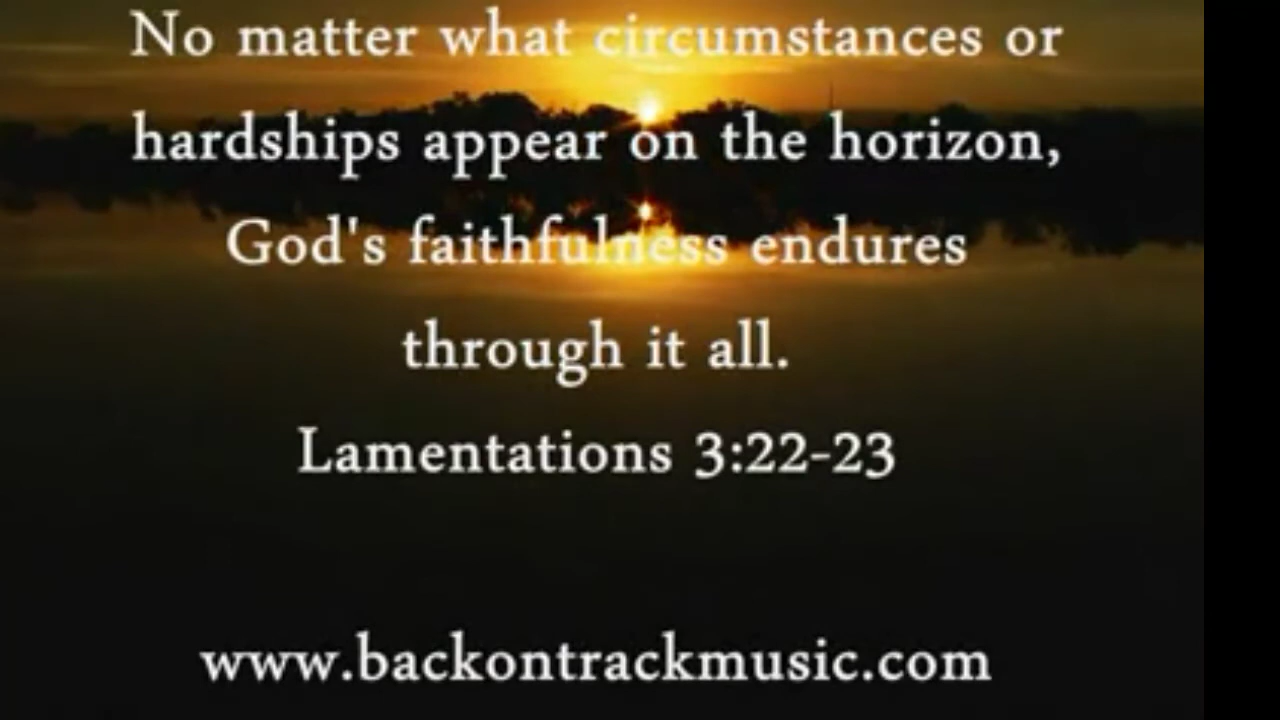 No matter what circumstances or
hardships appear on the horizon,
God's faithfulness endures
through it all.
Lamentations 3:22-23
www.backontrackmusic.com